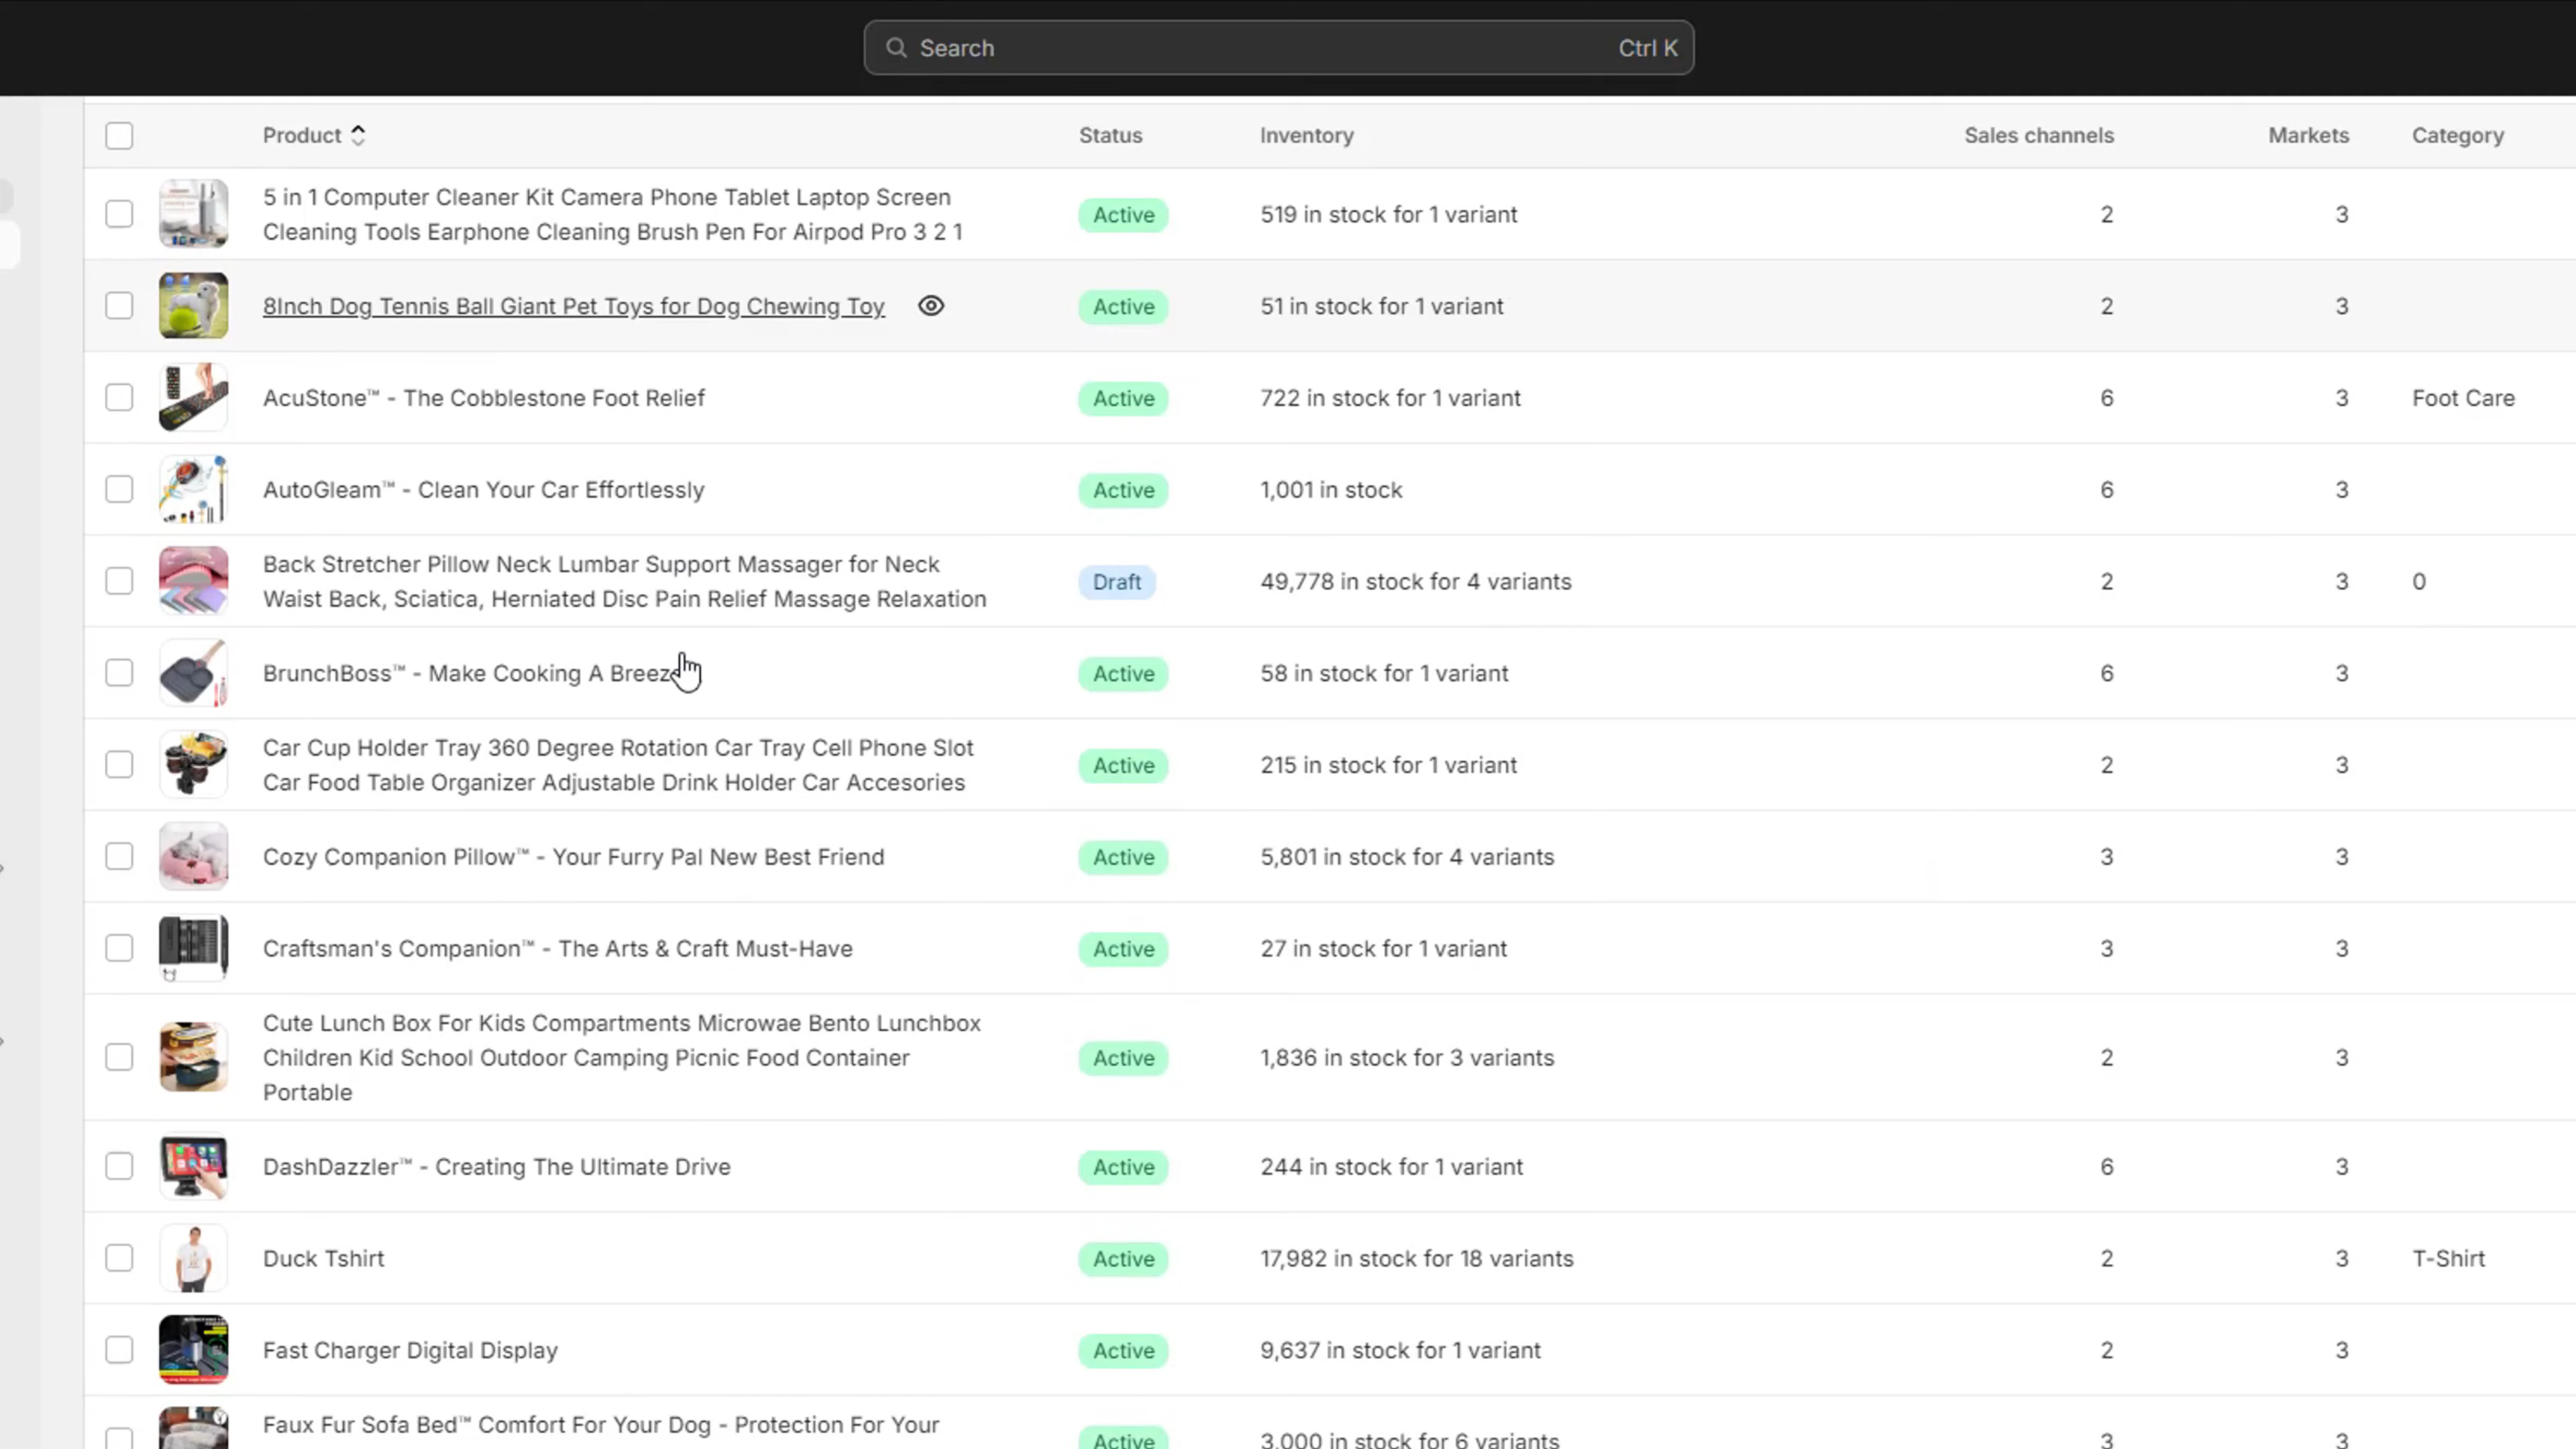 Search Ctrl K
Product Status Inventory Sales channels Markets Category
5 in 1 Computer Cleaner Kit Camera Phone Tablet Laptop Screen
Cleaning Tools Earphone Cleaning Brush Pen For Airpod Pro 3 2 1
Active 519 in stock for 1 variant 2 3
8Inch Dog Tennis Ball Giant Pet Toys for Dog Chewing Toy Active 51 in stock for 1 variant 2 3
AcuStone™ - The Cobblestone Foot Relief Active 722 in stock for 1 variant 6 3 Foot Care
AutoGleam™ - Clean Your Car Effortlessly Active 1,001 in stock 6 3
Back Stretcher Pillow Neck Lumbar Support Massager for Neck
Waist Back, Sciatica, Herniated Disc Pain Relief Massage Relaxation
Draft 49,778 in stock for 4 variants 2 3 0
BrunchBoss™ - Make Cooking A Breeze Active 58 in stock for 1 variant 6 3
Car Cup Holder Tray 360 Degree Rotation Car Tray Cell Phone Slot
Car Food Table Organizer Adjustable Drink Holder Car Accesories
Active 215 in stock for 1 variant 2 3
Cozy Companion Pillow™ - Your Furry Pal New Best Friend Active 5,801 in stock for 4 variants 3 3
Craftsman's Companion™ - The Arts & Craft Must-Have Active 27 in stock for 1 variant 3 3
Cute Lunch Box For Kids Compartments Microwae Bento Lunchbox
Children Kid School Outdoor Camping Picnic Food Container
Portable
Active 1,836 in stock for 3 variants 2 3
DashDazzler™ - Creating The Ultimate Drive Active 244 in stock for 1 variant 6 3
Duck Tshirt Active 17,982 in stock for 18 variants 2 3 T-Shirt
Fast Charger Digital Display Active 9,637 in stock for 1 variant 2 3
Faux Fur Sofa Bed™ Comfort For Your Dog - Protection For Your
Active 3,000 in stock for 6 variants 3 3